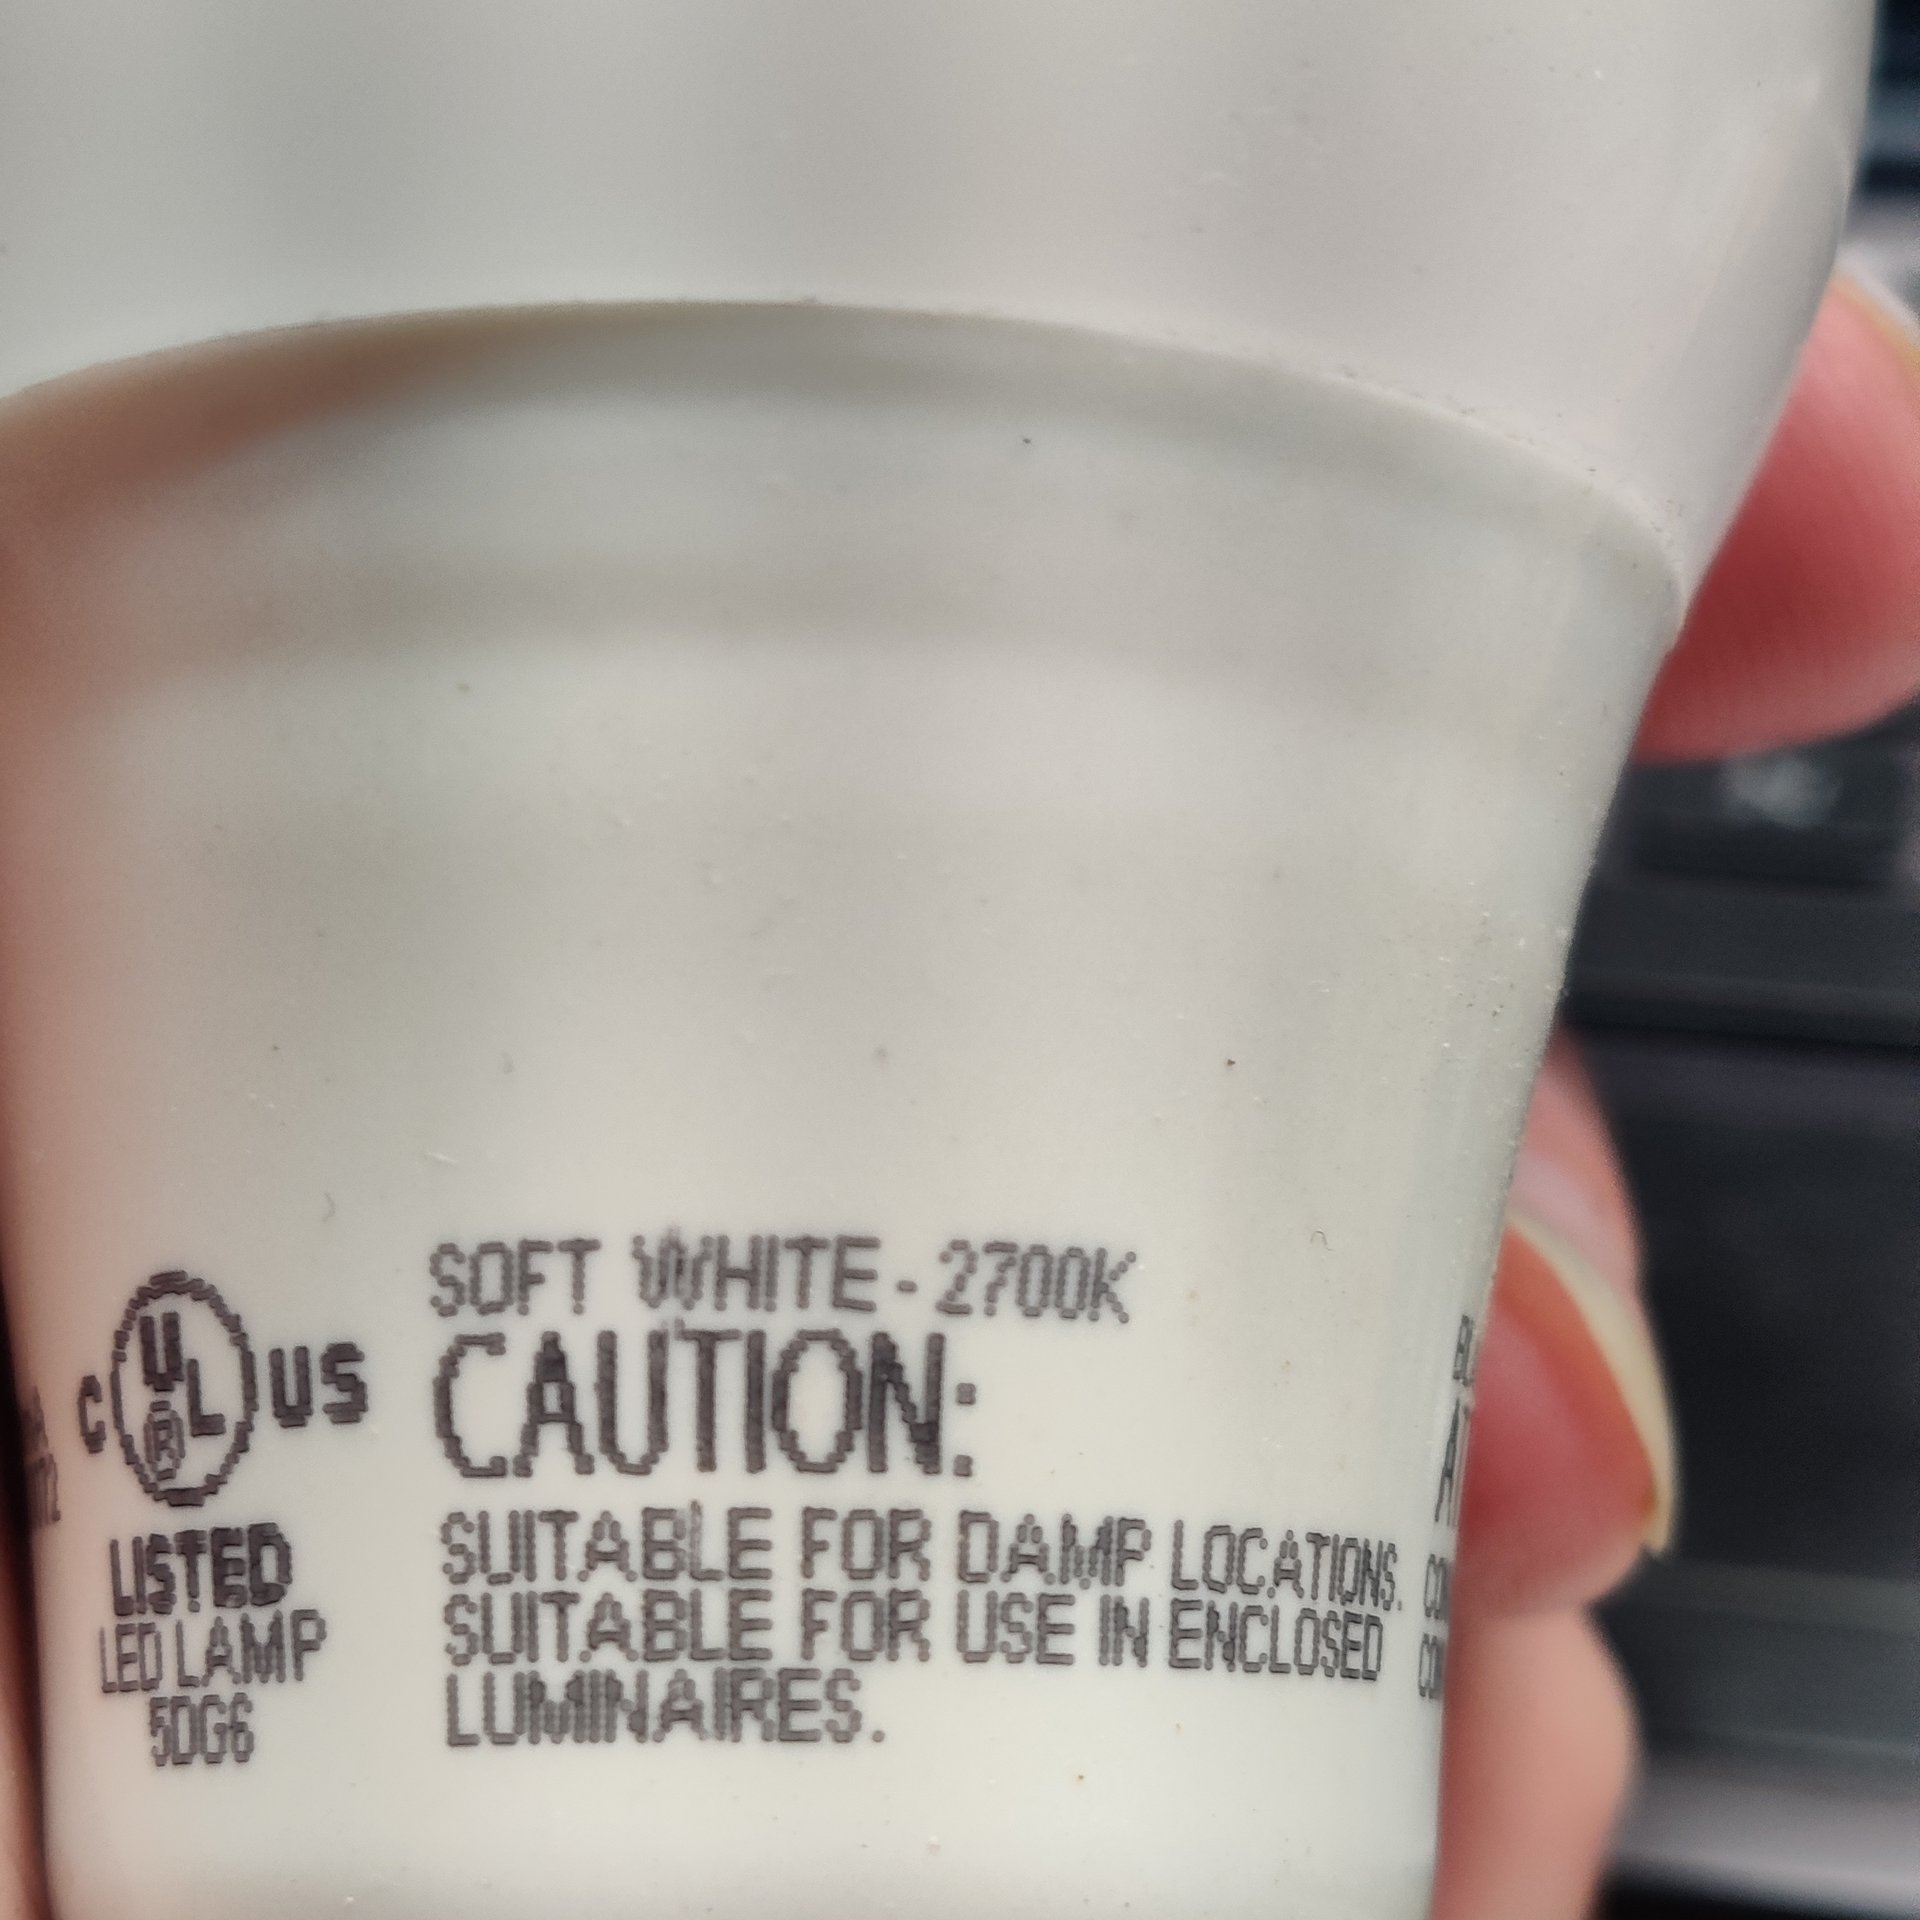 SOFT WHITE - 2700K
CAUTION:
SUITABLE FOR DAMP LOCATIONS.
SUITABLE FOR USE IN ENCLOSED
LUMINAIRES.
C UL® US
LISTED
LED LAMP
5DG6